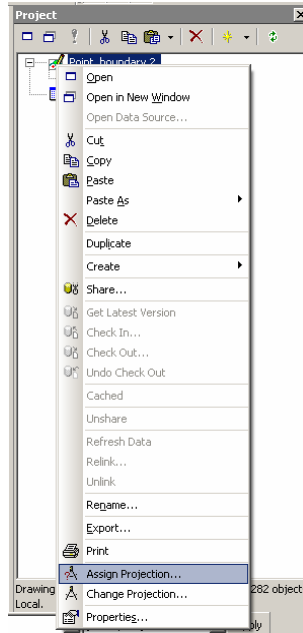 Project
Point_boundary 2
Open
Open in New Window
Open Data Source...
Cut
Copy
Paste
Paste As
Delete
Duplicate
Create
Share...
Get Latest Version
Check In...
Check Out...
Undo Check Out
Cached
Unshare
Refresh Data
Relink...
Unlink
Rename...
Export...
Print
Assign Projection...
Drawing 282 object
Change Projection...
Local.
Properties...